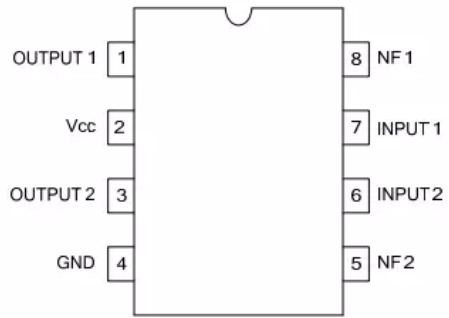 OUTPUT 1 1 8 NF 1
Vcc 2 7 INPUT 1
OUTPUT 2 3 6 INPUT 2
GND 4 5 NF 2